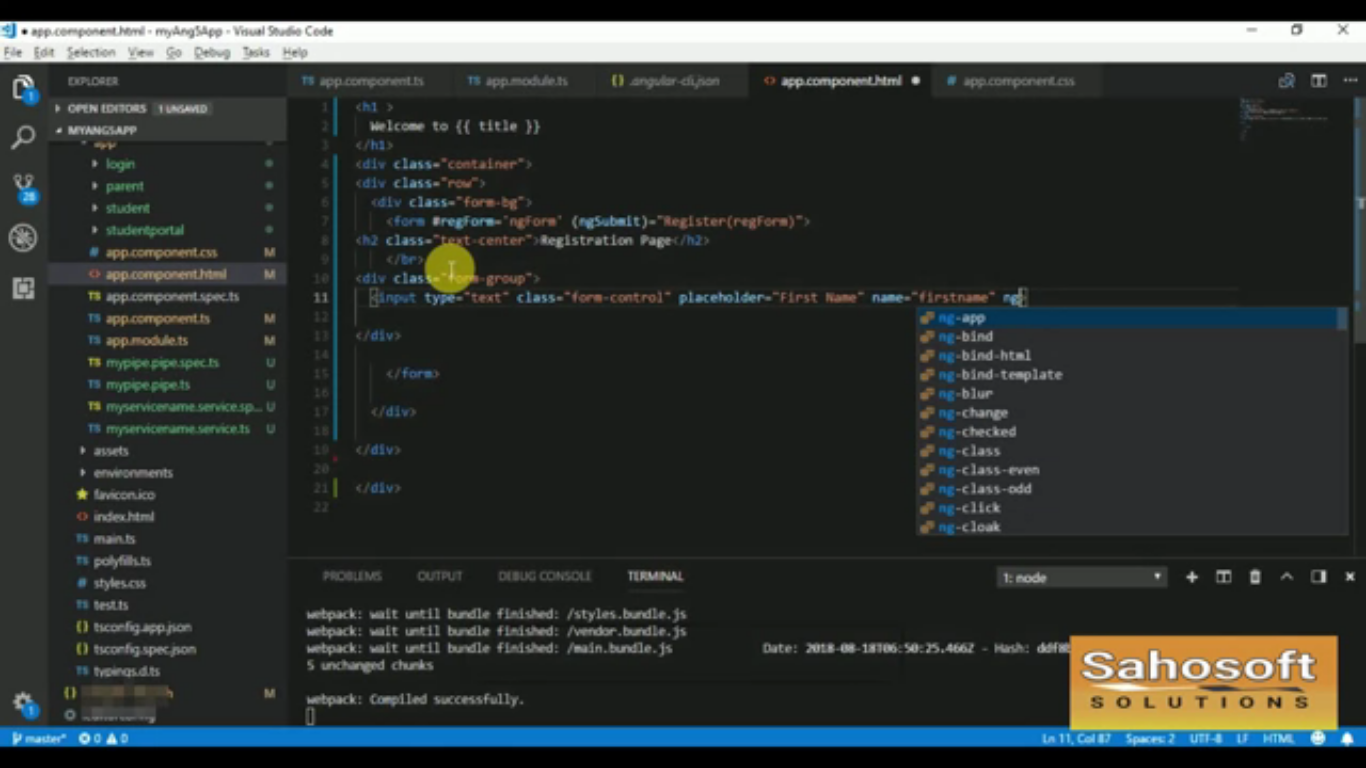 ● app.component.html - myAng5App - Visual Studio Code
File Edit Selection View Go Debug Tasks Help
EXPLORER
OPEN EDITORS 1 UNSAVED
MYANG5APP
app
login
parent
student
studentportal
app.component.css M
app.component.html M
app.component.spec.ts
app.component.ts M
app.module.ts M
mypipe.pipe.spec.ts U
mypipe.pipe.ts U
myservicename.service.sp... U
myservicename.service.ts U
assets
environments
favicon.ico
index.html
main.ts
polyfills.ts
styles.css
test.ts
tsconfig.app.json
tsconfig.spec.json
typings.d.ts
M
app.component.ts app.module.ts .angular-cli.json app.component.html ● app.component.css
1 <h1 >
2 Welcome to {{ title }}
3 </h1>
4 <div class="container">
5 <div class="row">
6 <div class="form-bg">
7 <form #regForm='ngForm' (ngSubmit)="Register(regForm)">
8 <h2 class="text-center">Registration Page</h2>
9 </br>
10 <div class="form-group">
11 <input type="text" class="form-control" placeholder="First Name" name="firstname" ng>
12
13 </div>
14
15 </form>
16
17 </div>
18
19 </div>
20
21 </div>
22
ng-app
ng-bind
ng-bind-html
ng-bind-template
ng-blur
ng-change
ng-checked
ng-class
ng-class-even
ng-class-odd
ng-click
ng-cloak
PROBLEMS OUTPUT DEBUG CONSOLE TERMINAL 1: node
webpack: wait until bundle finished: /styles.bundle.js
webpack: wait until bundle finished: /vendor.bundle.js
webpack: wait until bundle finished: /main.bundle.js Date: 2018-08-18T06:50:25.466Z - Hash:
5 unchanged chunks
webpack: Compiled successfully.
Sahosoft
SOLUTIONS
1
28
1
master* 0 0 Ln 11, Col 87 Spaces: 2 UTF-8 LF HTML